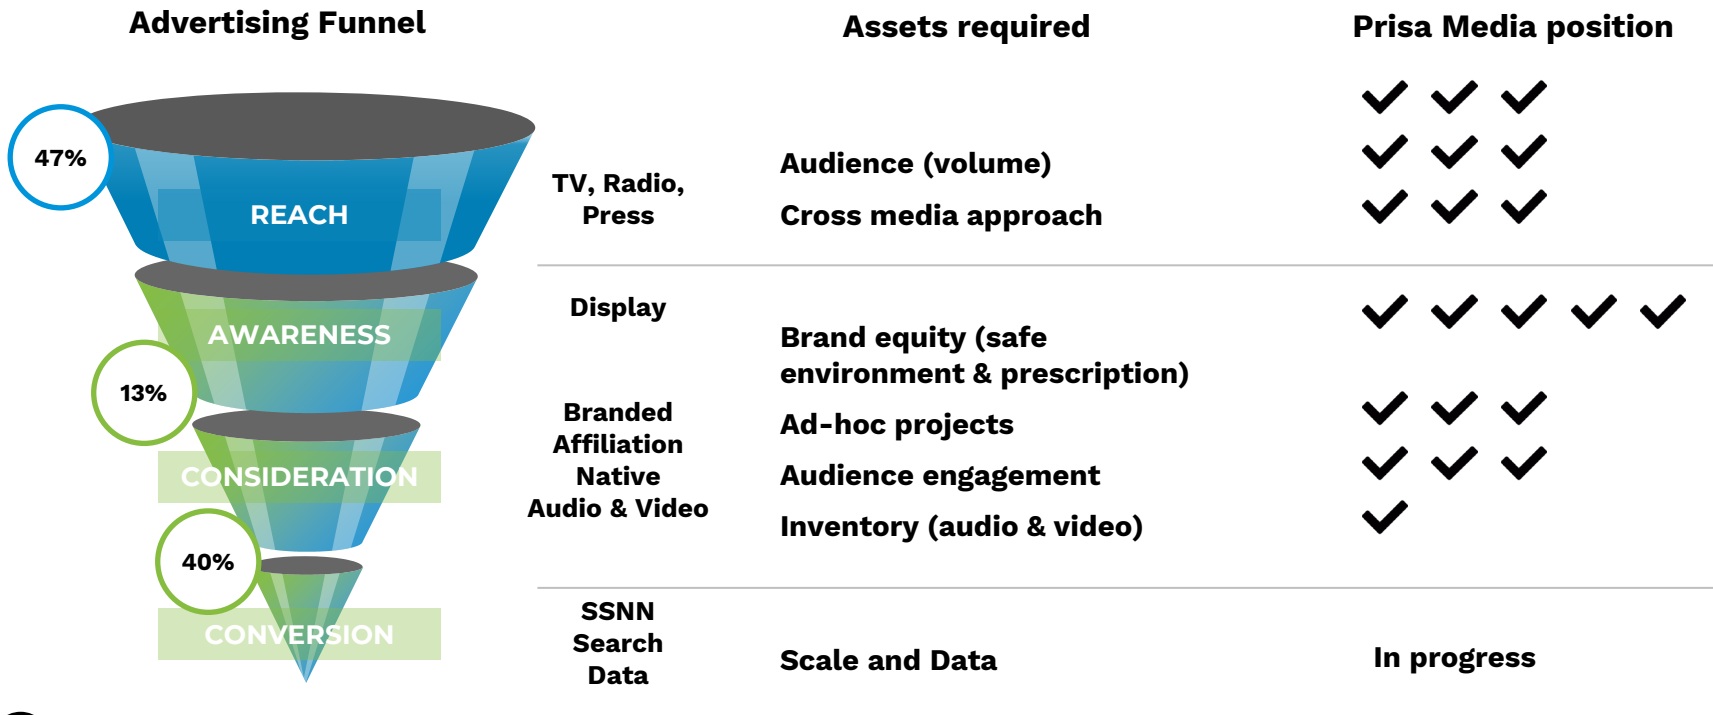 Advertising Funnel
Assets required
Prisa Media position
47%
REACH
TV, Radio,
Press
Audience (volume)
Cross media approach
AWARENESS
13%
CONSIDERATION
Display
Branded
Affiliation
Native
Audio & Video
Brand equity (safe
environment & prescription)
Ad-hoc projects
Audience engagement
Inventory (audio & video)
40%
CONVERSION
SSNN
Search
Data
Scale and Data
In progress